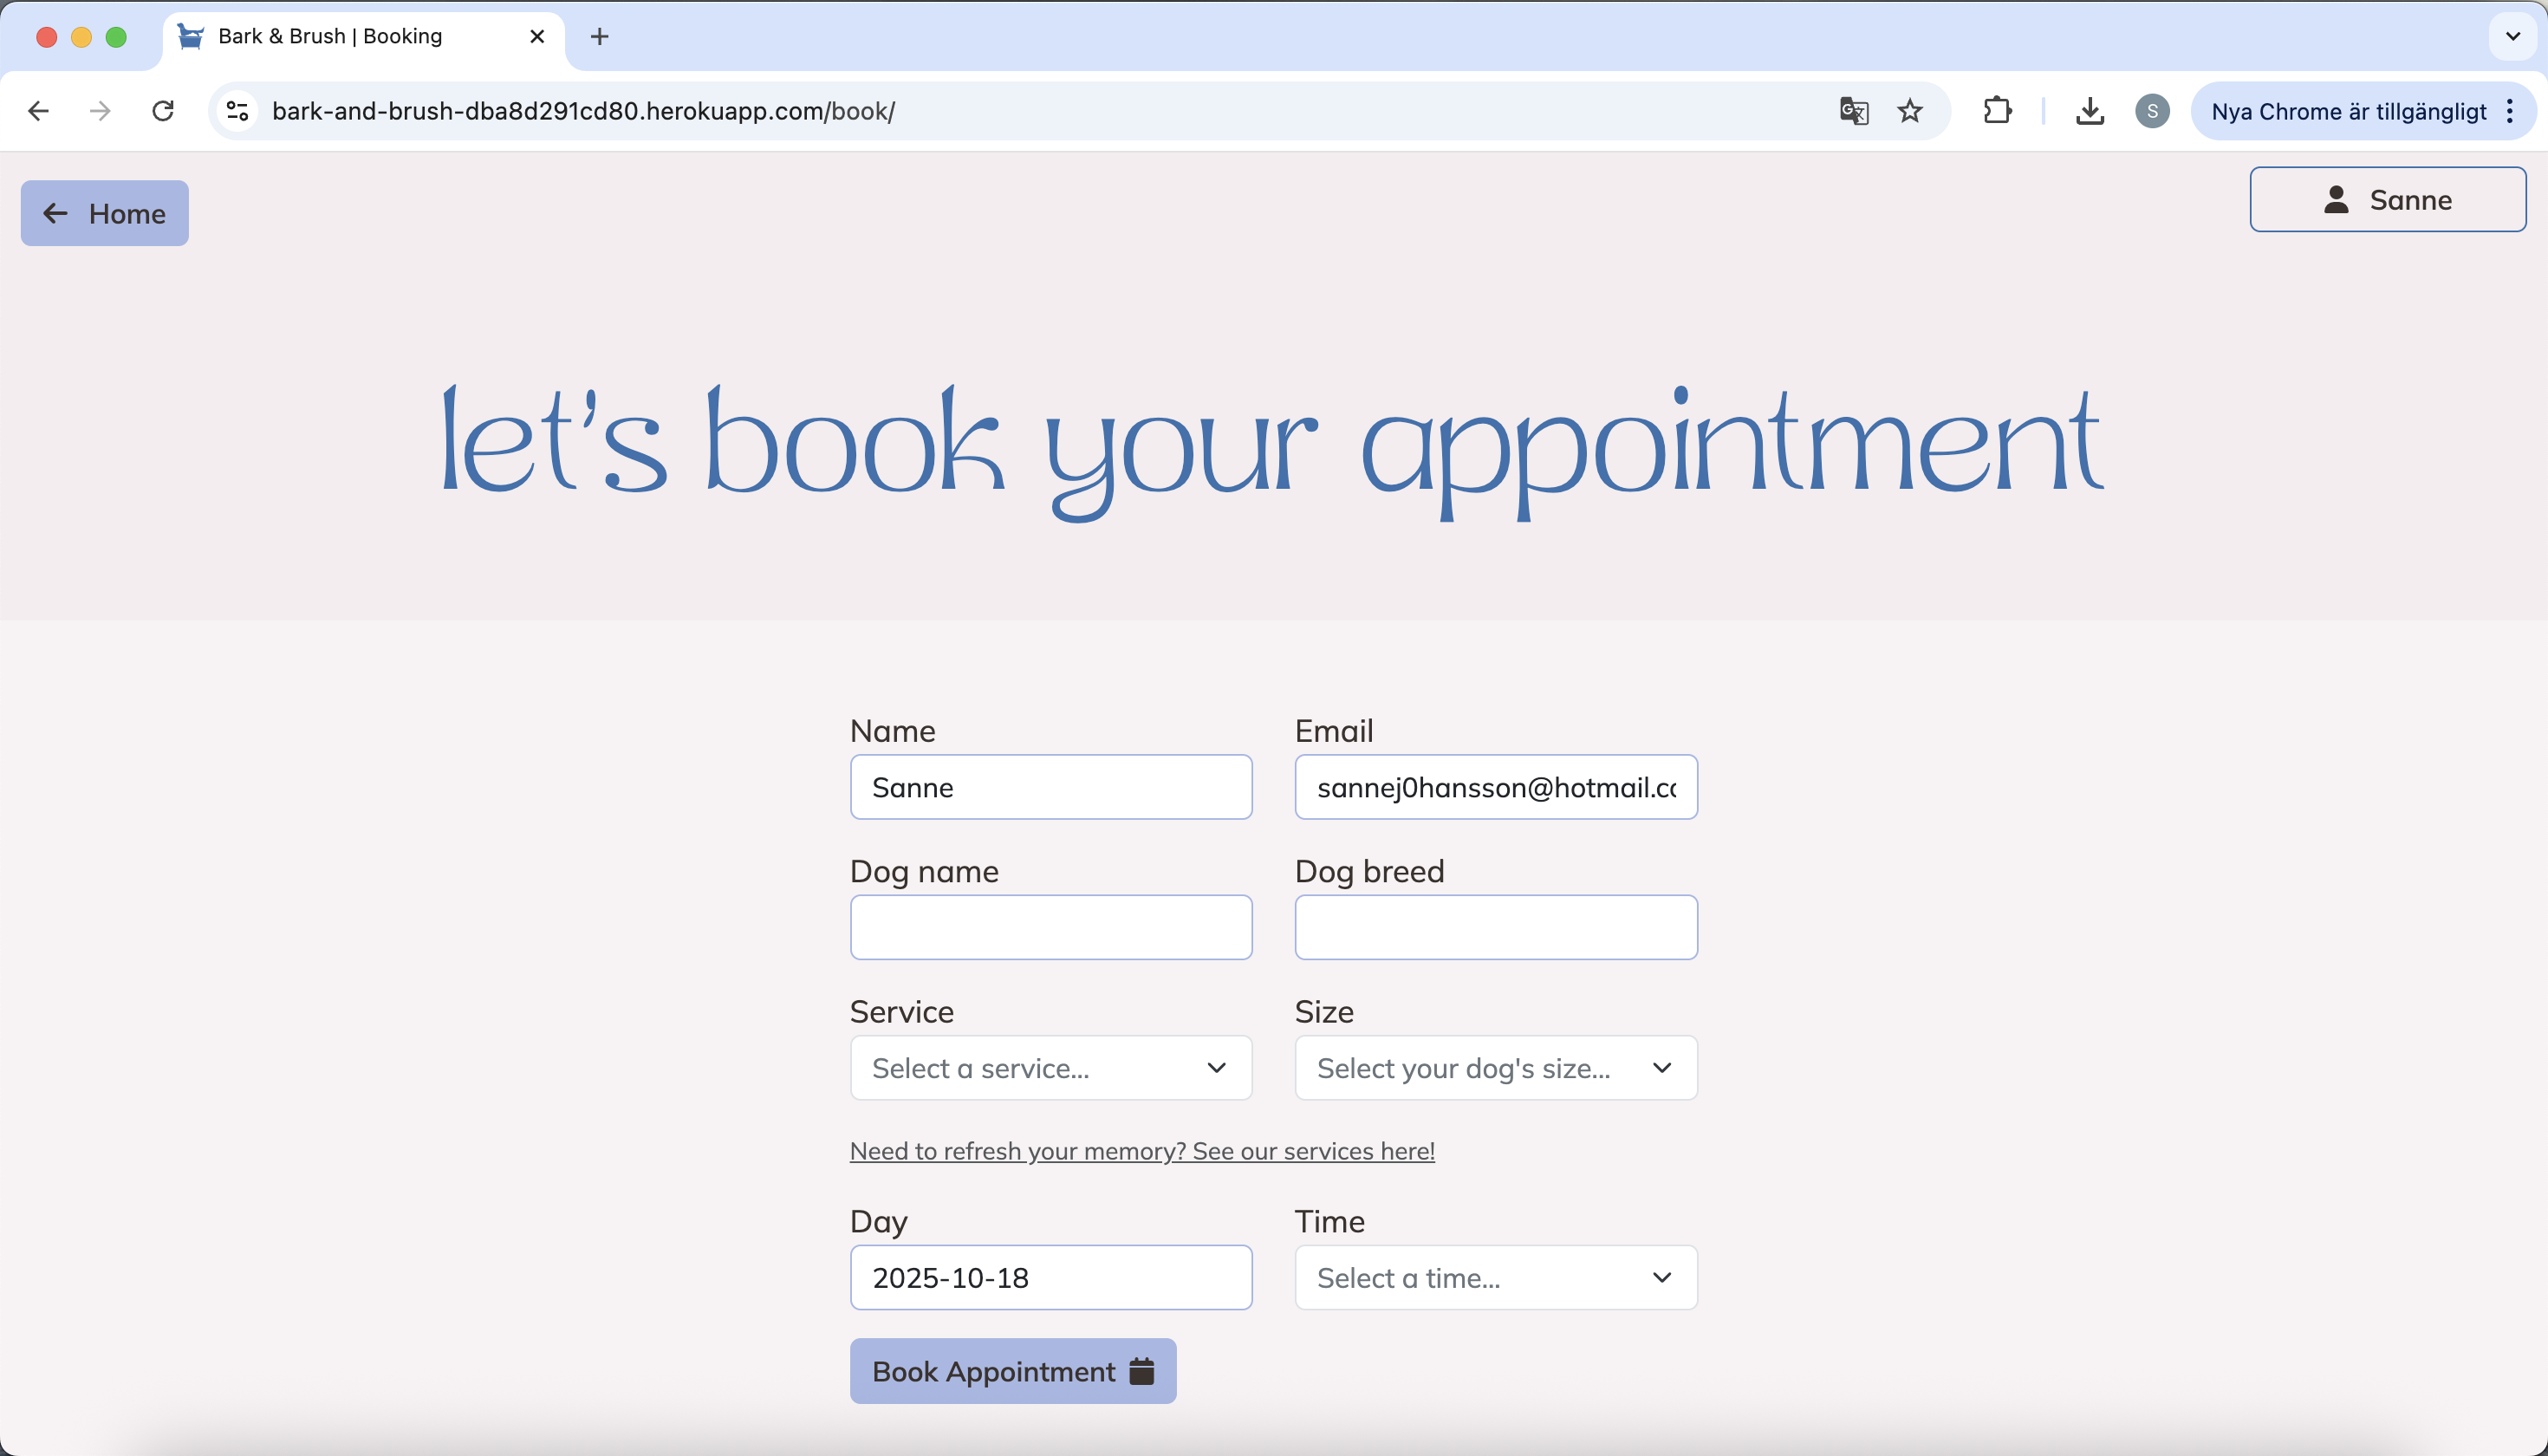 Bark & Brush | Booking
bark-and-brush-dba8d291cd80.herokuapp.com/book/
S
Nya Chrome är tillgängligt
Home
Sanne
let's book your appointment
Name
Email
Sanne
sannej0hansson@hotmail.co
Dog name
Dog breed
Service
Size
Select a service...
Select your dog's size...
Need to refresh your memory? See our services here!
Day
Time
2025-10-18
Select a time...
Book Appointment